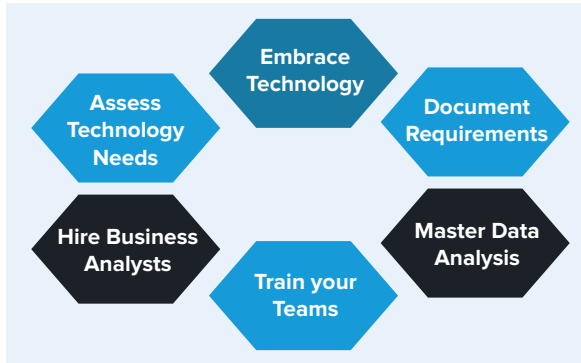 Embrace
Technology
Assess
Technology
Needs
Document
Requirements
Hire Business
Analysts
Master Data
Analysis
Train your
Teams